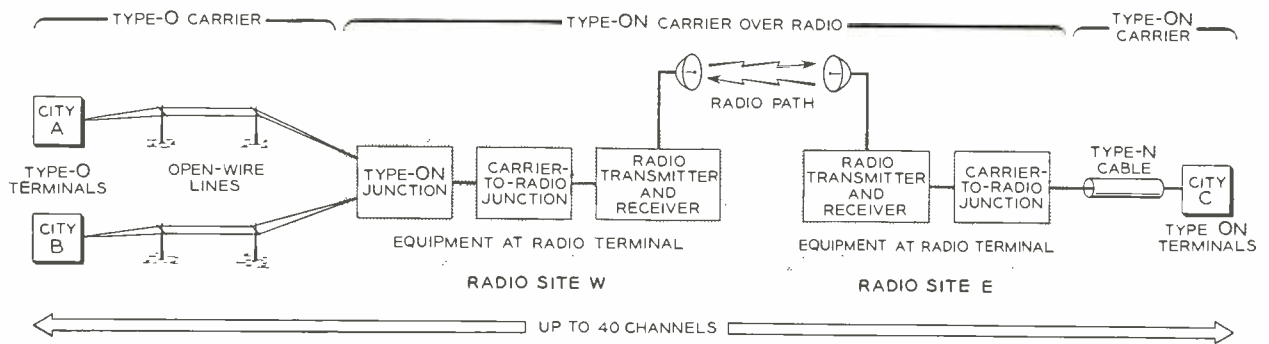 TYPE-O CARRIER
TYPE-ON CARRIER OVER RADIO
TYPE-ON
CARRIER
CITY
A
TYPE-O
TERMINALS
CITY
B
OPEN-WIRE
LINES
TYPE-ON
JUNCTION
CARRIER-
TO-RADIO
JUNCTION
RADIO
TRANSMITTER
AND
RECEIVER
EQUIPMENT AT RADIO TERMINAL
RADIO SITE W
RADIO PATH
RADIO
TRANSMITTER
AND
RECEIVER
CARRIER-
TO-RADIO
JUNCTION
EQUIPMENT AT RADIO TERMINAL
RADIO SITE E
TYPE-N
CABLE
CITY
C
TYPE ON
TERMINALS
UP TO 40 CHANNELS